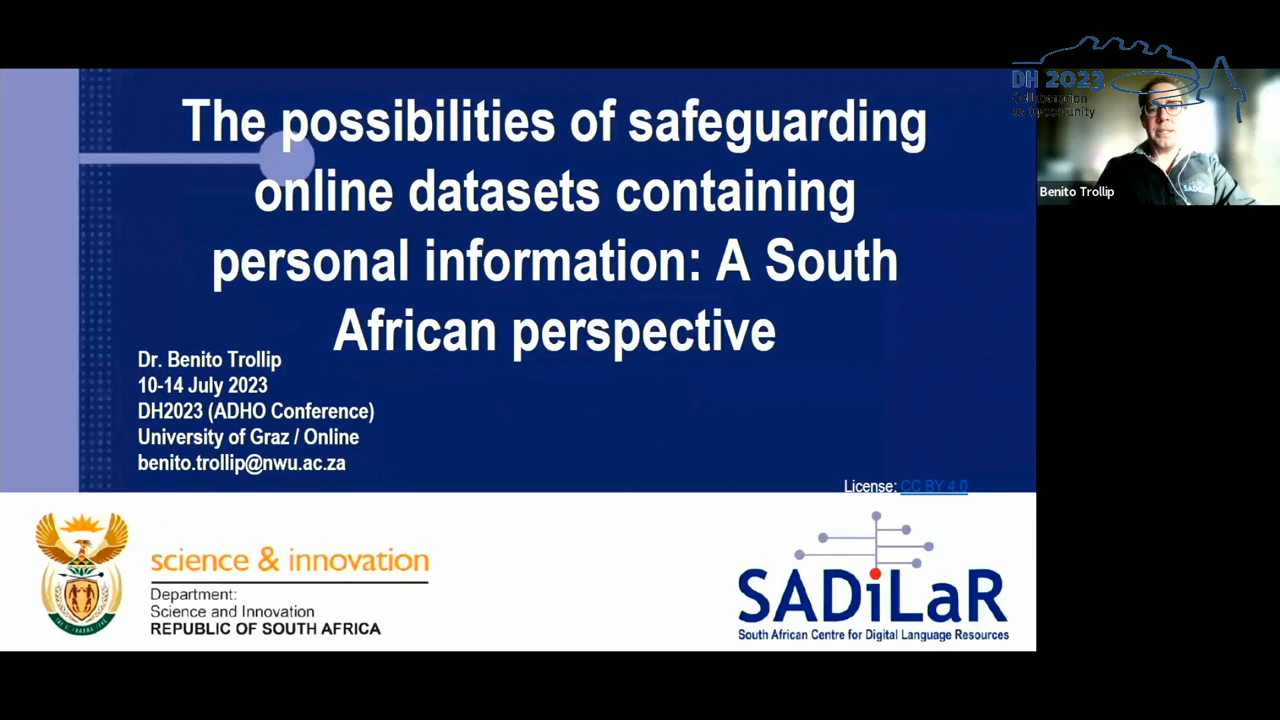 The possibilities of safeguarding
online datasets containing
personal information: A South
African perspective
Dr. Benito Trollip
10-14 July 2023
DH2023 (ADHO Conference)
University of Graz / Online
benito.trollip@nwu.ac.za
License: CC BY 4.0
science & innovation
Department:
Science and Innovation
REPUBLIC OF SOUTH AFRICA
SADiLaR
South African Centre for Digital Language Resources
DH 2023
Collaboration
as Opportunity
Benito Trollip